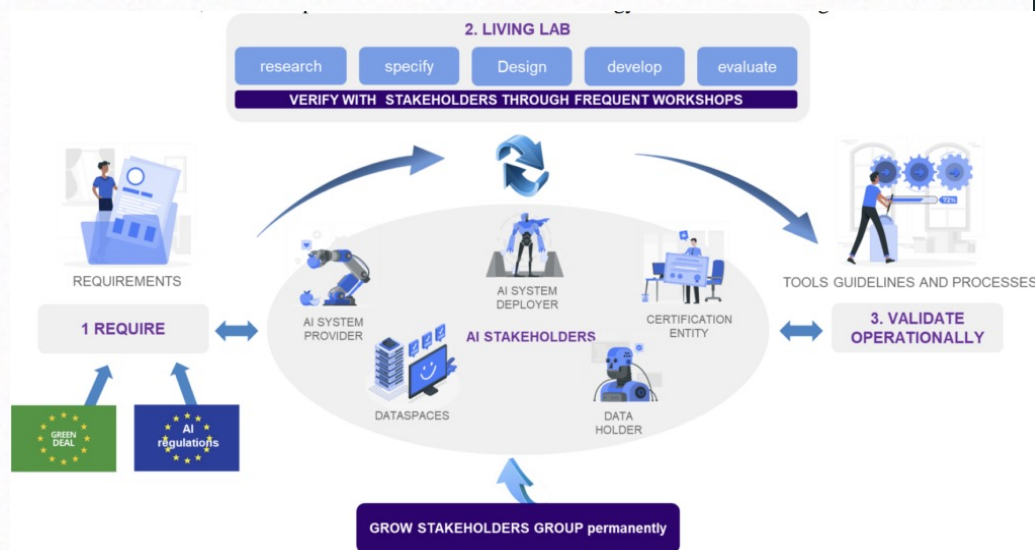 2. LIVING LAB
research specify Design develop evaluate
VERIFY WITH STAKEHOLDERS THROUGH FREQUENT WORKSHOPS
REQUIREMENTS
1 REQUIRE
GREEN
DEAL
AI
regulations
AI SYSTEM
PROVIDER
AI SYSTEM
DEPLOYER
CERTIFICATION
ENTITY
AI STAKEHOLDERS
DATASPACES
DATA
HOLDER
72%
TOOLS GUIDELINES AND PROCESSES
3. VALIDATE
OPERATIONALLY
GROW STAKEHOLDERS GROUP permanently